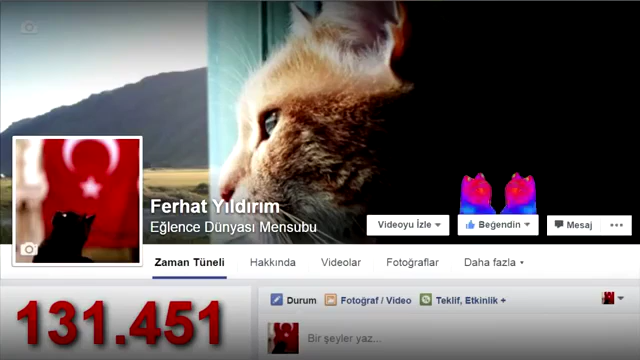 Ferhat Yıldırım
Eğlence Dünyası Mensubu
Videoyu İzle
Beğendin
Mesaj
Zaman Tüneli
Hakkında
Videolar
Fotoğraflar
Daha fazla
131.451
Durum
Fotoğraf / Video
Teklif, Etkinlik +
Bir şeyler yaz...